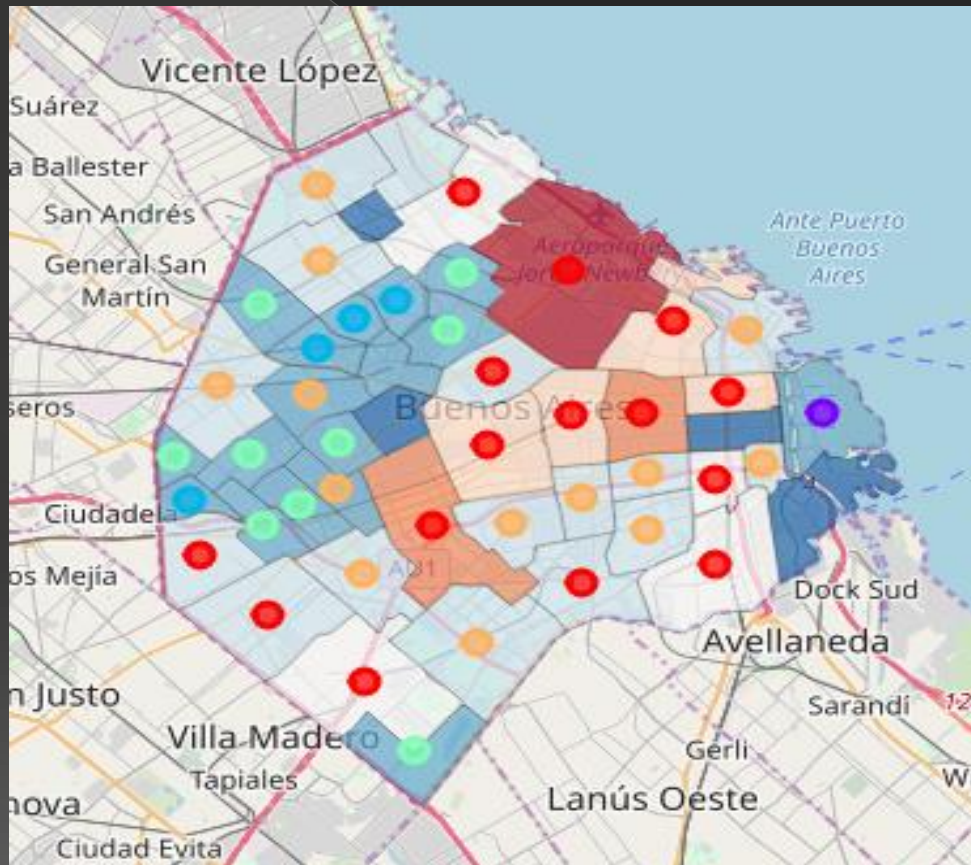 Vicente López
Suárez
a Ballester
San Andrés
General San
Martín
Ante Puerto
Buenos
Aires
Aeroparque
Jorge Newbery
seros
Buenos Aires
Ciudadela
os Mejía
AU1
Dock Sud
Avellaneda
n Justo
Sarandí
12
Villa Madero
Gerli
Tapiales
W
nova
Lanús Oeste
Ciudad Evita